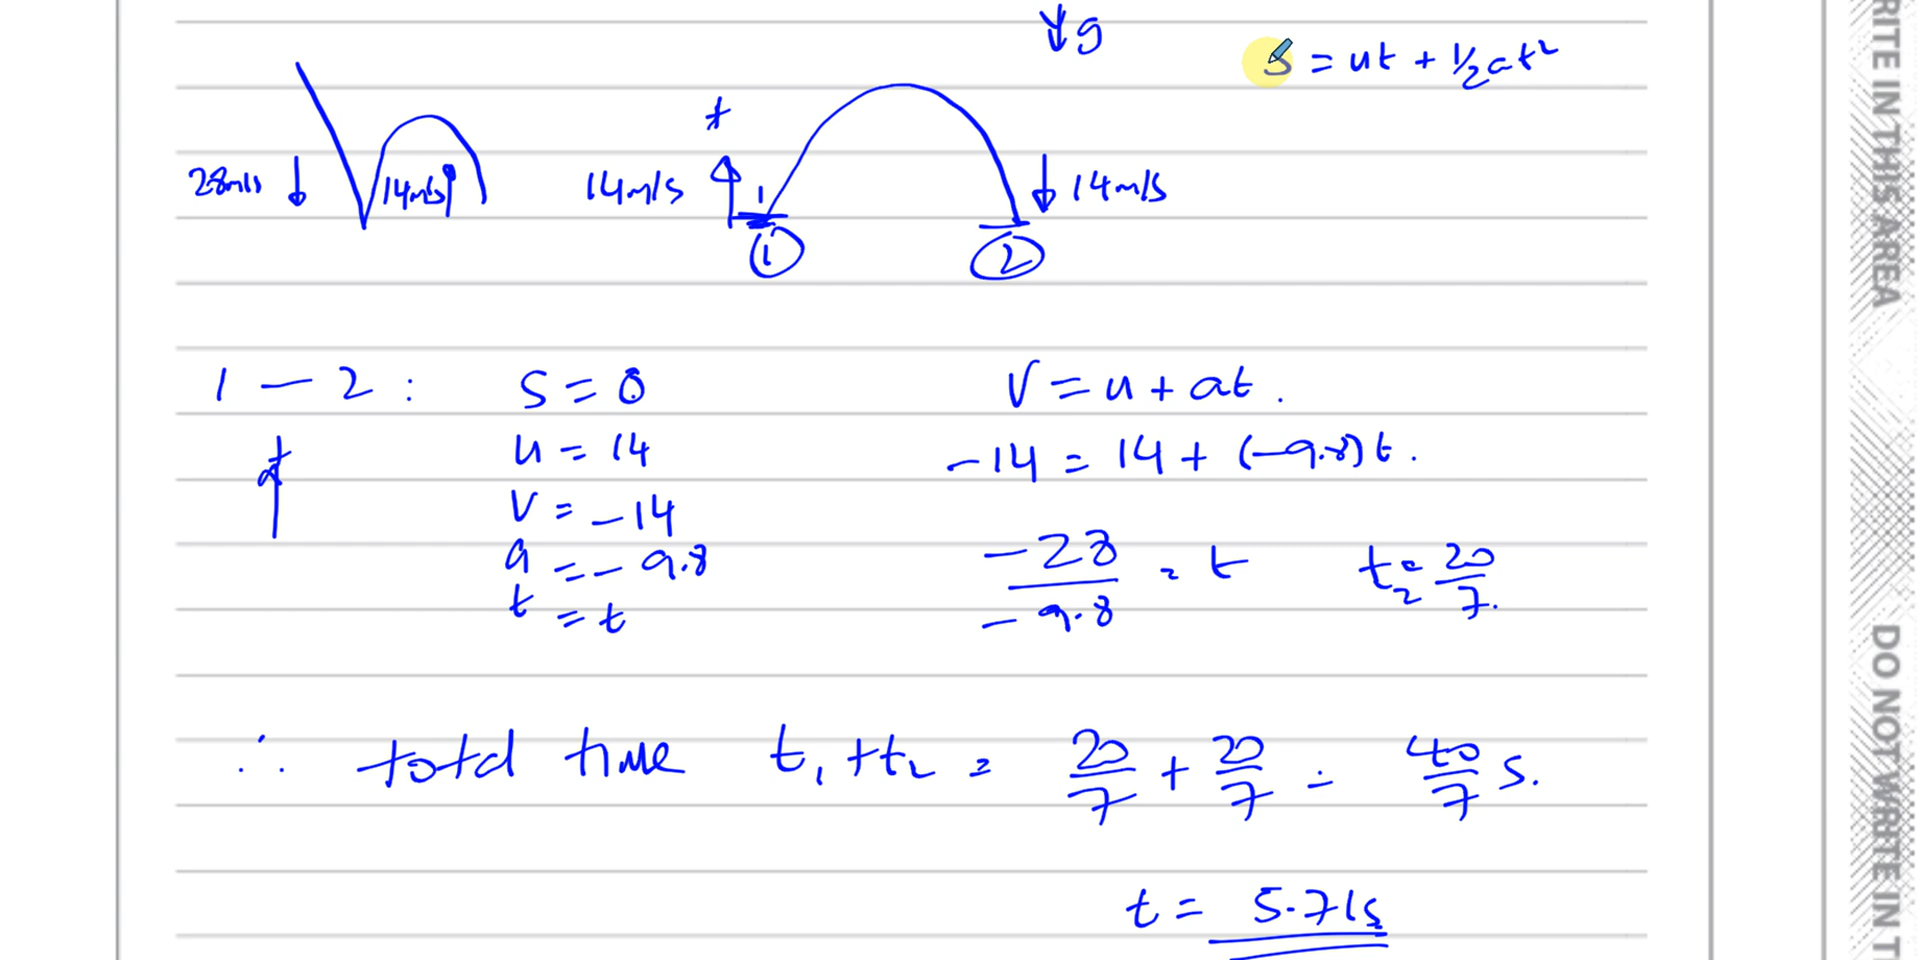 ↓g
s = ut + ½at²
+
28m/s ↓
14m/s
14m/s
1
↓ 14m/s
①
②
1 — 2 :
s = 0
v = u + at .
+
u = 14
-14 = 14 + (-9.8)t .
v = -14
a = - 9.8
-28/-9.8 = t
t₂ = 20/7.
t = t
∴ total time t₁ + t₂ = 20/7 + 20/7 = 40/7 s.
t = 5.71s
RITE IN THIS AREA
DO NOT WRITE IN T